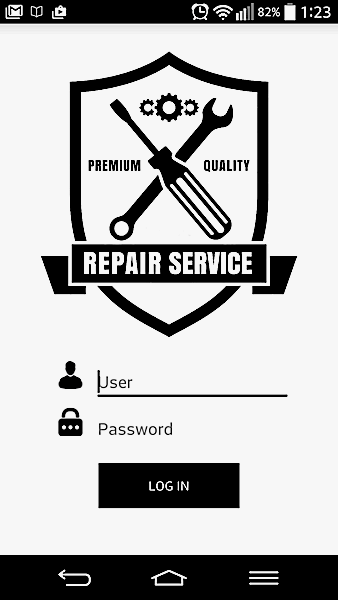 82% 1:23
PREMIUM QUALITY
REPAIR SERVICE
User
Password
LOG IN